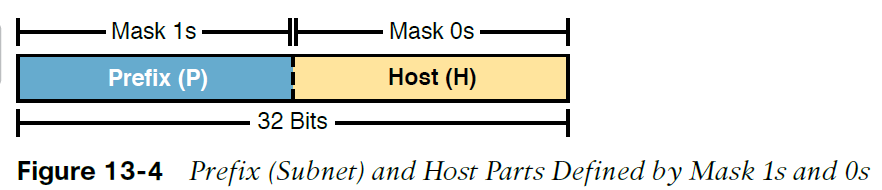 Mask 1s Mask 0s
Prefix (P) Host (H)
32 Bits
Figure 13-4 Prefix (Subnet) and Host Parts Defined by Mask 1s and 0s